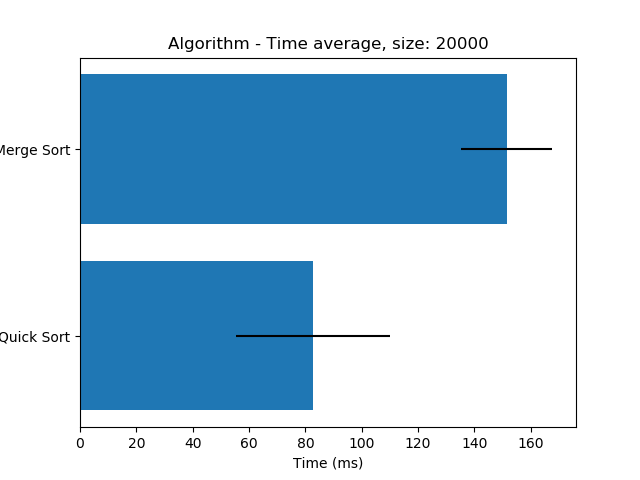 Algorithm - Time average, size: 20000
Merge Sort
Quick Sort
0 20 40 60 80 100 120 140 160
Time (ms)